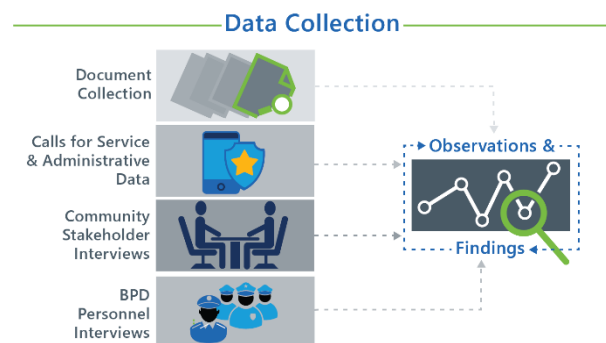 Data Collection
Document
Collection
Calls for Service
& Administrative
Data
Community
Stakeholder
Interviews
BPD
Personnel
Interviews
Observations &
Findings